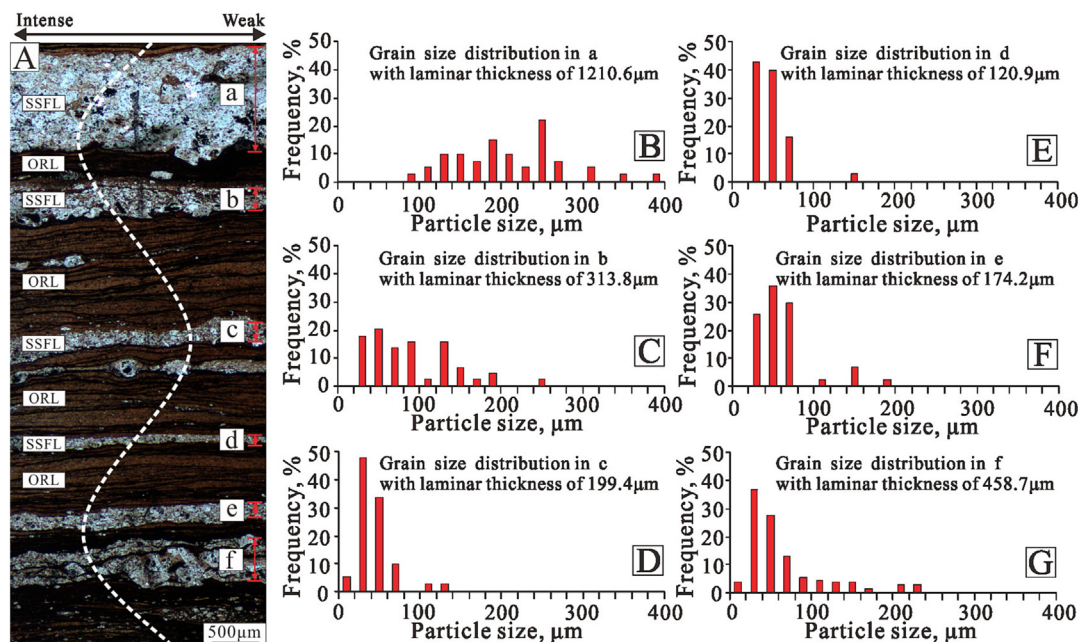 Intense Weak
A
a
SSFL
ORL
SSFL
b
ORL
c
SSFL
ORL
SSFL
d
ORL
e
f
500μm
Grain size distribution in a
with laminar thickness of 1210.6μm
B
Frequency, %
50
40
30
20
10
0
0 100 200 300 400
Particle size, μm
Grain size distribution in b
with laminar thickness of 313.8μm
C
Frequency, %
50
40
30
20
10
0
0 100 200 300 400
Particle size, μm
Grain size distribution in c
with laminar thickness of 199.4μm
D
Frequency, %
50
40
30
20
10
0
0 100 200 300 400
Particle size, μm
Grain size distribution in d
with laminar thickness of 120.9μm
E
Frequency, %
50
40
30
20
10
0
0 100 200 300 400
Particle size, μm
Grain size distribution in e
with laminar thickness of 174.2μm
F
Frequency, %
50
40
30
20
10
0
0 100 200 300 400
Particle size, μm
Grain size distribution in f
with laminar thickness of 458.7μm
G
Frequency, %
50
40
30
20
10
0
0 100 200 300 400
Particle size, μm